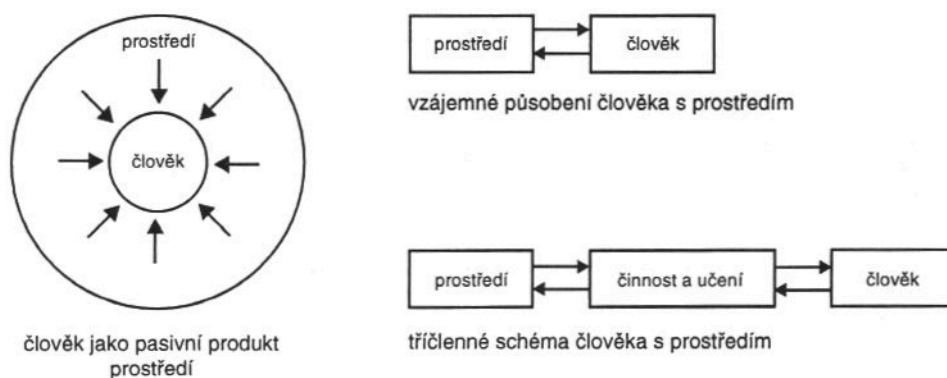 prostředí
člověk
člověk jako pasivní produkt
prostředí
prostředí
člověk
vzájemné působení člověka s prostředím
prostředí
činnost a učení
člověk
tříčlenné schéma člověka s prostředím